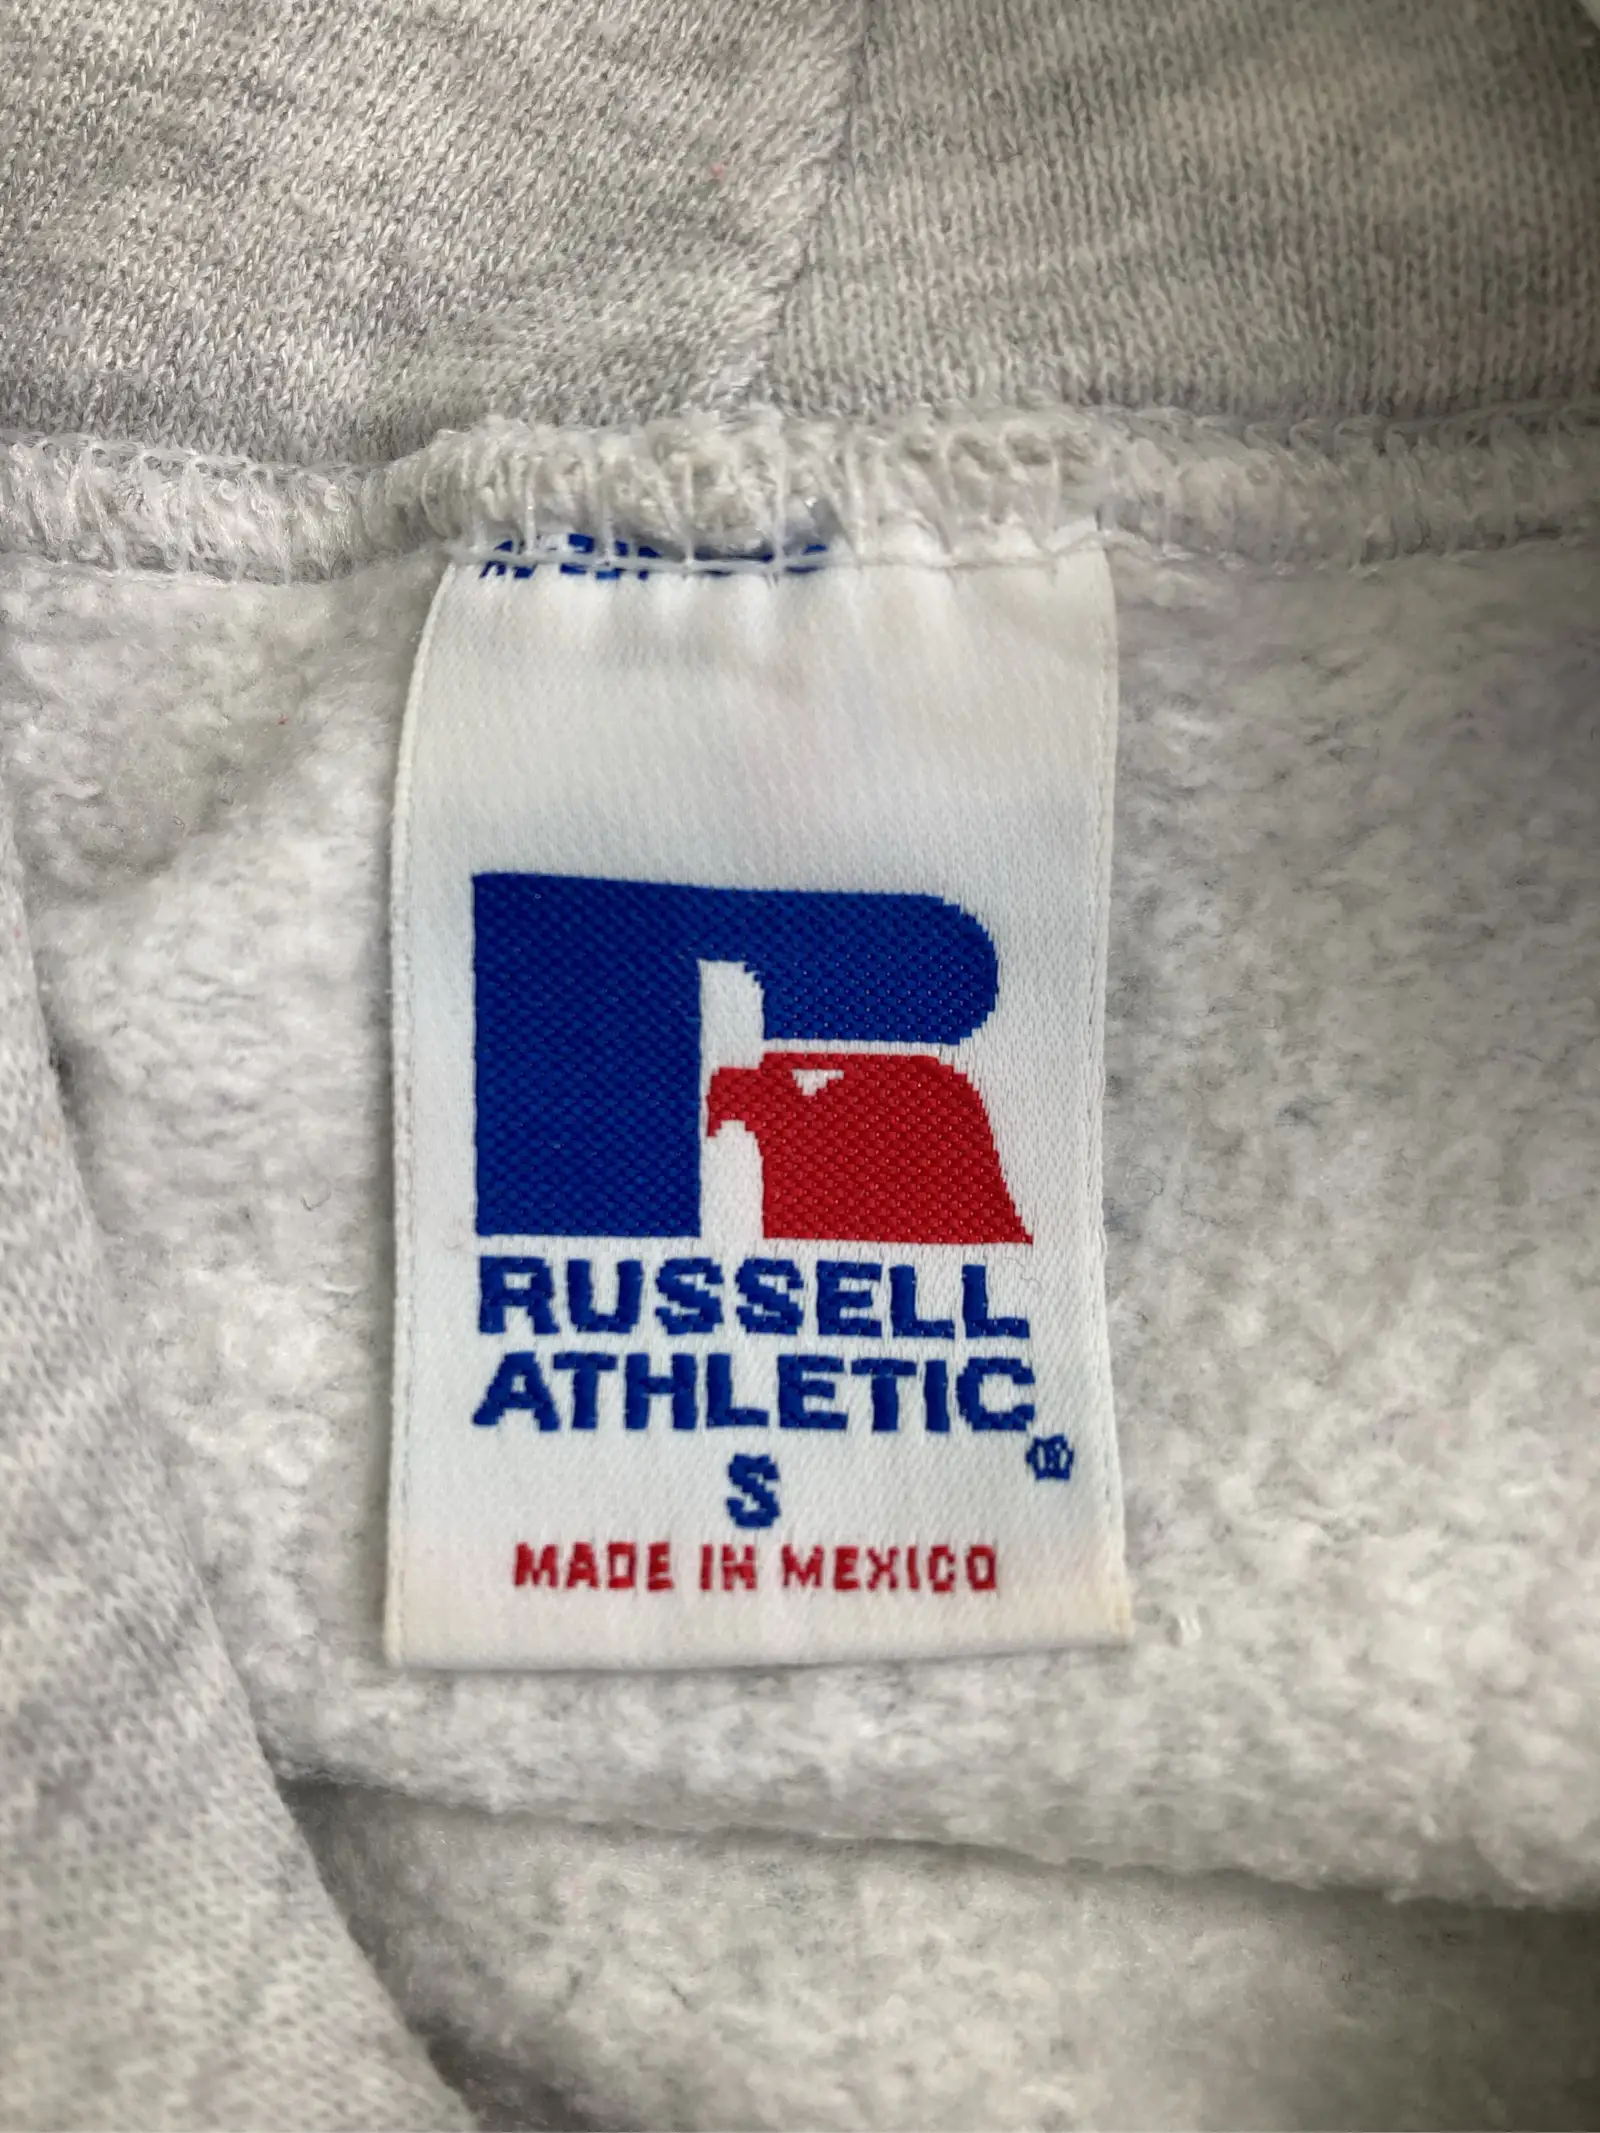 RUSSELL
ATHLETIC®
S
MADE IN MEXICO